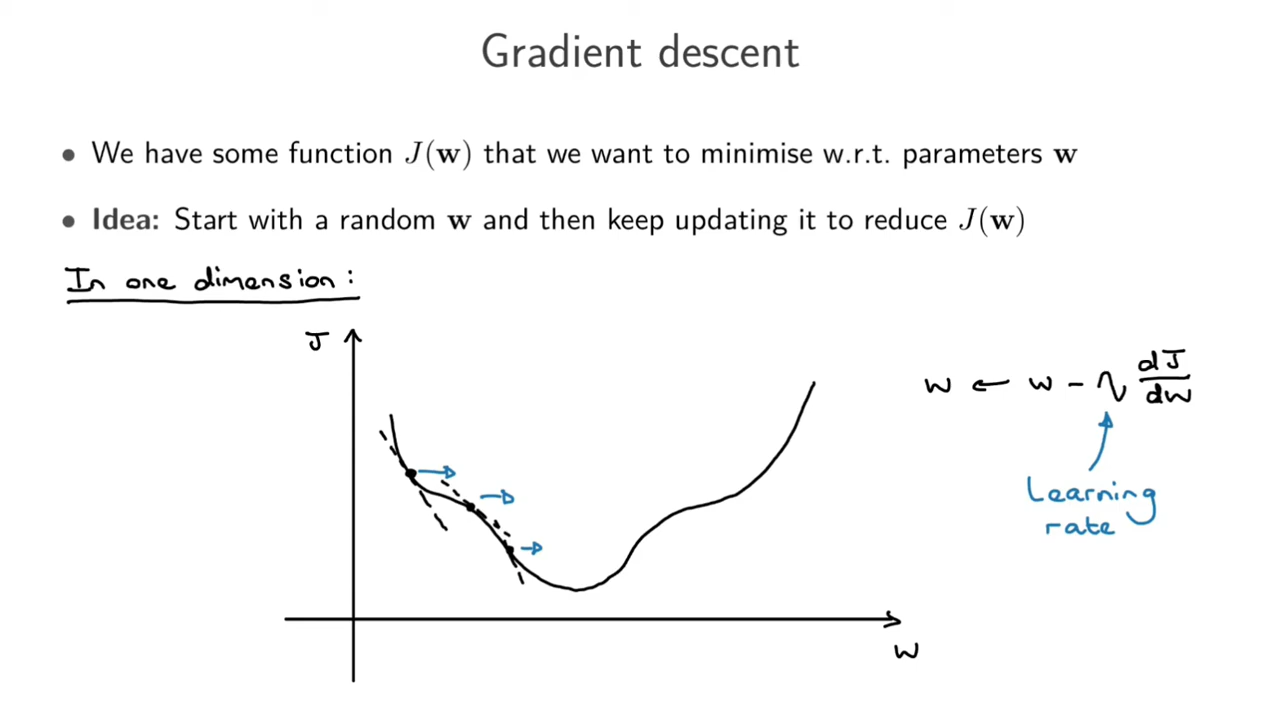 Gradient descent
• We have some function J(w) that we want to minimise w.r.t. parameters w
• Idea: Start with a random w and then keep updating it to reduce J(w)
In one dimension:
J
w ← w - η dJ/dw
Learning
rate
w